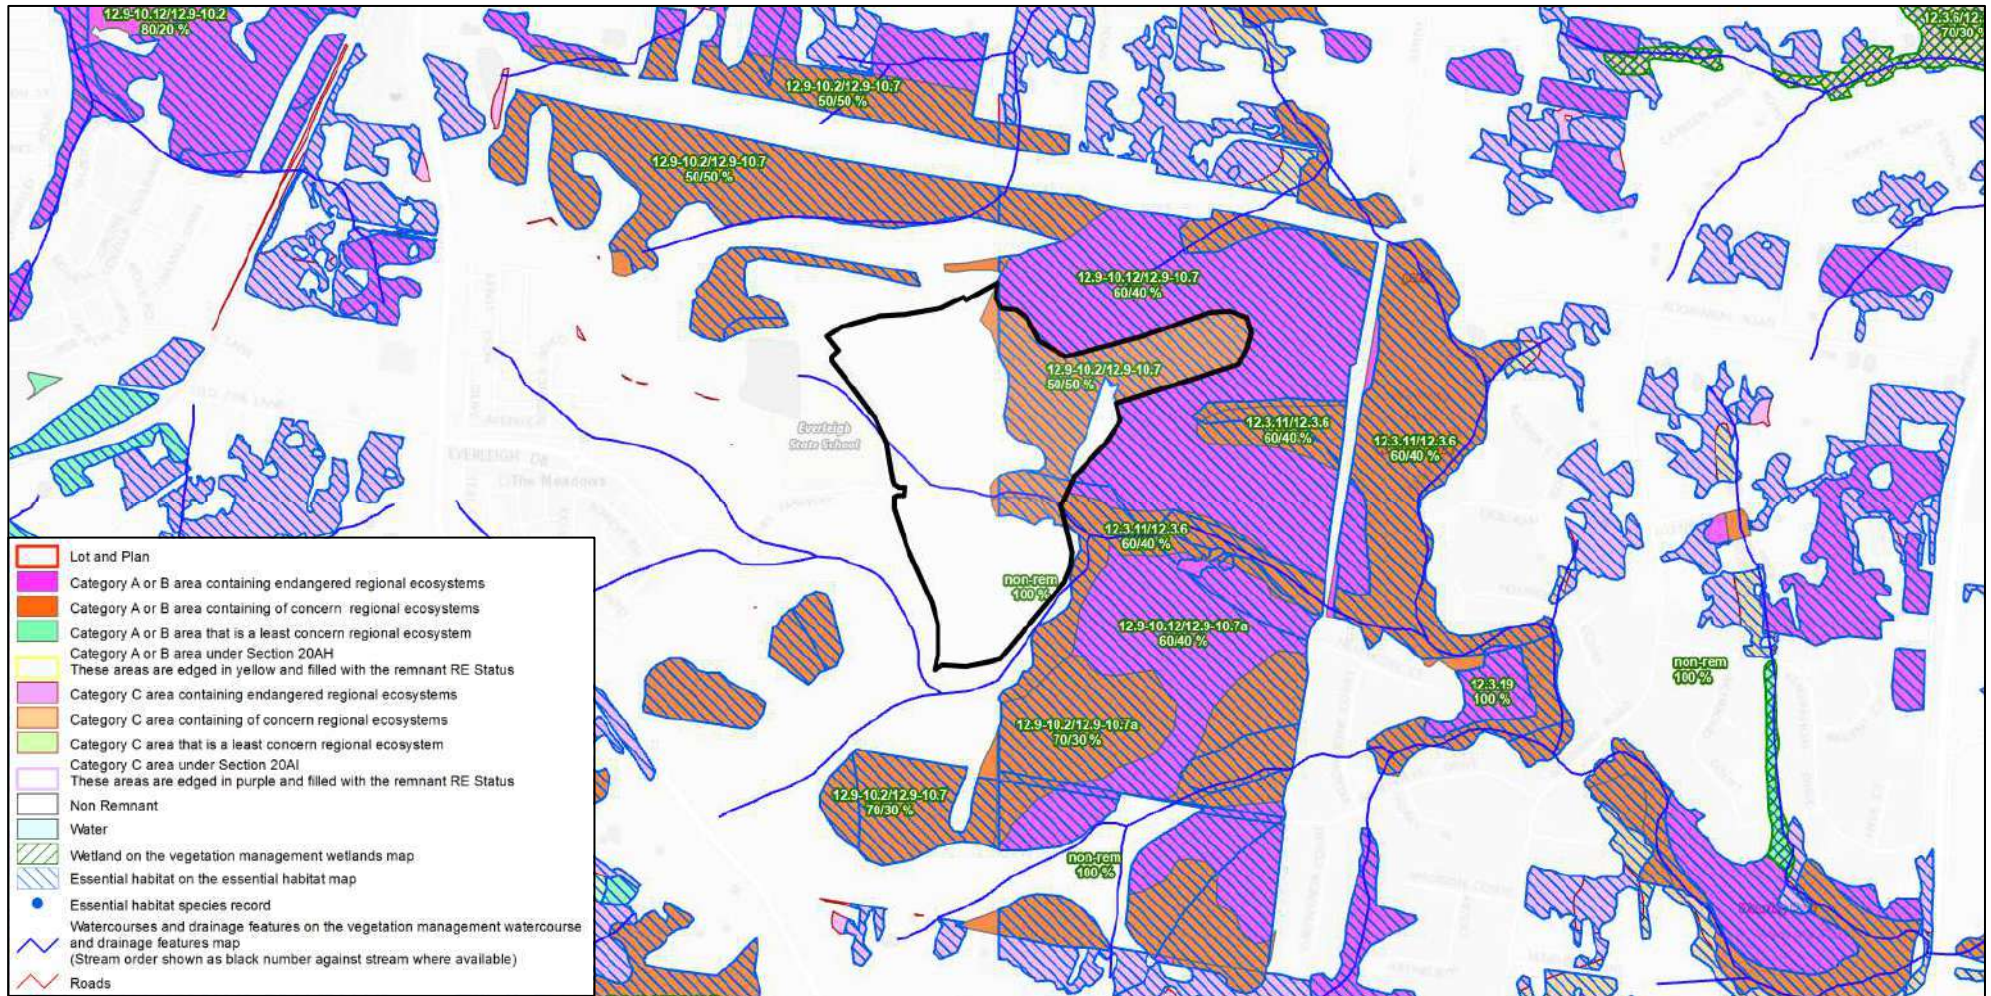 12.9-10.12/12.9-10.2
80/20 %
12.3.6/12.
70/30 %
12.9-10.2/12.9-10.7
50/50 %
12.9-10.2/12.9-10.7
50/50 %
12.9-10.12/12.9-10.7
60/40 %
12.9-10.2/12.9-10.7
50/50 %
12.3.11/12.3.6
60/40 %
12.3.11/12.3.6
60/40 %
Everleigh
State School
EVERLEIGH DR
The Meadows
12.3.11/12.3.6
60/40 %
non-rem
100 %
12.9-10.12/12.9-10.7a
60/40 %
non-rem
100 %
12.3.19
100 %
12.9-10.2/12.9-10.7a
70/30 %
12.9-10.2/12.9-10.7
70/30 %
non-rem
100 %
Lot and Plan
Category A or B area containing endangered regional ecosystems
Category A or B area containing of concern regional ecosystems
Category A or B area that is a least concern regional ecosystem
Category A or B area under Section 20AH
These areas are edged in yellow and filled with the remnant RE Status
Category C area containing endangered regional ecosystems
Category C area containing of concern regional ecosystems
Category C area that is a least concern regional ecosystem
Category C area under Section 20AI
These areas are edged in purple and filled with the remnant RE Status
Non Remnant
Water
Wetland on the vegetation management wetlands map
Essential habitat on the essential habitat map
Essential habitat species record
Watercourses and drainage features on the vegetation management watercourse
and drainage features map
(Stream order shown as black number against stream where available)
Roads